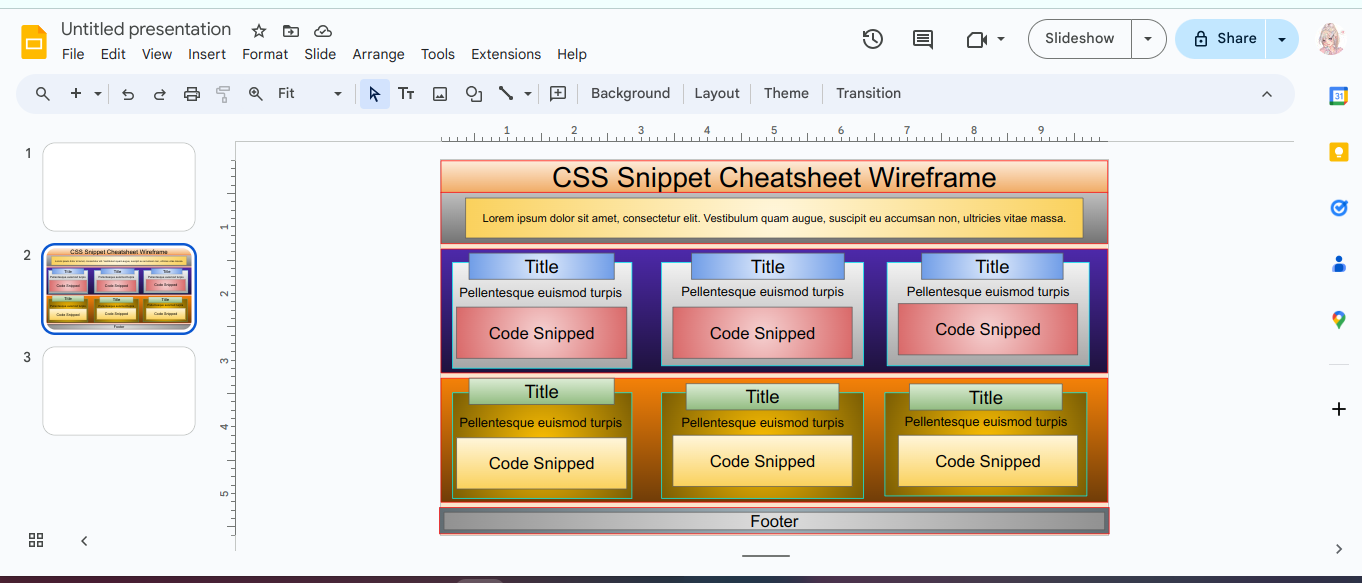 Untitled presentation
File Edit View Insert Format Slide Arrange Tools Extensions Help
Slideshow
Share
Fit
Background Layout Theme Transition
31
1 2 3 4 5 6 7 8 9
1
2
3
4
5
1
2
3
CSS Snippet Cheatsheet Wireframe
Lorem ipsum dolor sit amet, consectetur elit. Vestibulum quam augue, suscipit eu accumsan non, ultricies vitae massa.
Title Title Title
Pellentesque euismod turpis Pellentesque euismod turpis Pellentesque euismod turpis
Code Snipped Code Snipped Code Snipped
Title Title Title
Pellentesque euismod turpis Pellentesque euismod turpis Pellentesque euismod turpis
Code Snipped Code Snipped Code Snipped
Footer